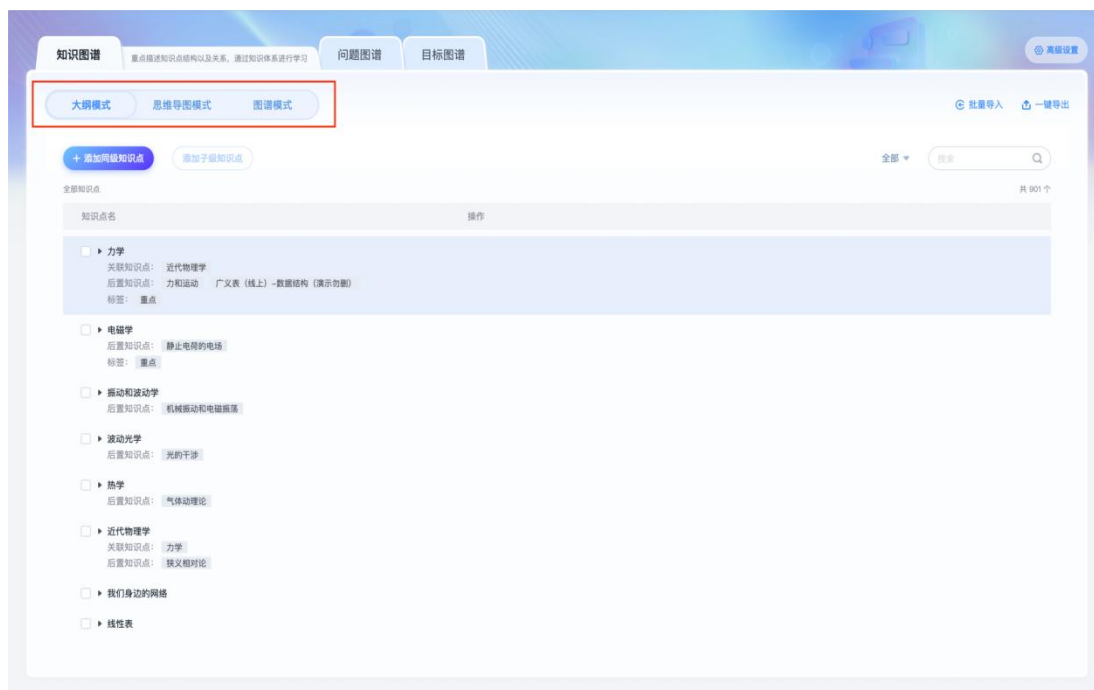 知识图谱 重点描述知识点结构以及关系，通过知识体系进行学习 问题图谱 目标图谱 高级设置
大纲模式 思维导图模式 图谱模式 批量导入 一键导出
+ 添加同级知识点 添加子级知识点 全部 搜索
全部知识点 共 901 个
知识点名 操作
力学
关联知识点： 近代物理学
后置知识点： 力和运动 广义表（线上）-数据结构（演示勿删）
标签： 重点
电磁学
后置知识点： 静止电荷的电场
标签： 重点
振动和波动学
后置知识点： 机械振动和电磁振荡
波动光学
后置知识点： 光的干涉
热学
后置知识点： 气体动理论
近代物理学
关联知识点： 力学
后置知识点： 狭义相对论
我们身边的网络
线性表